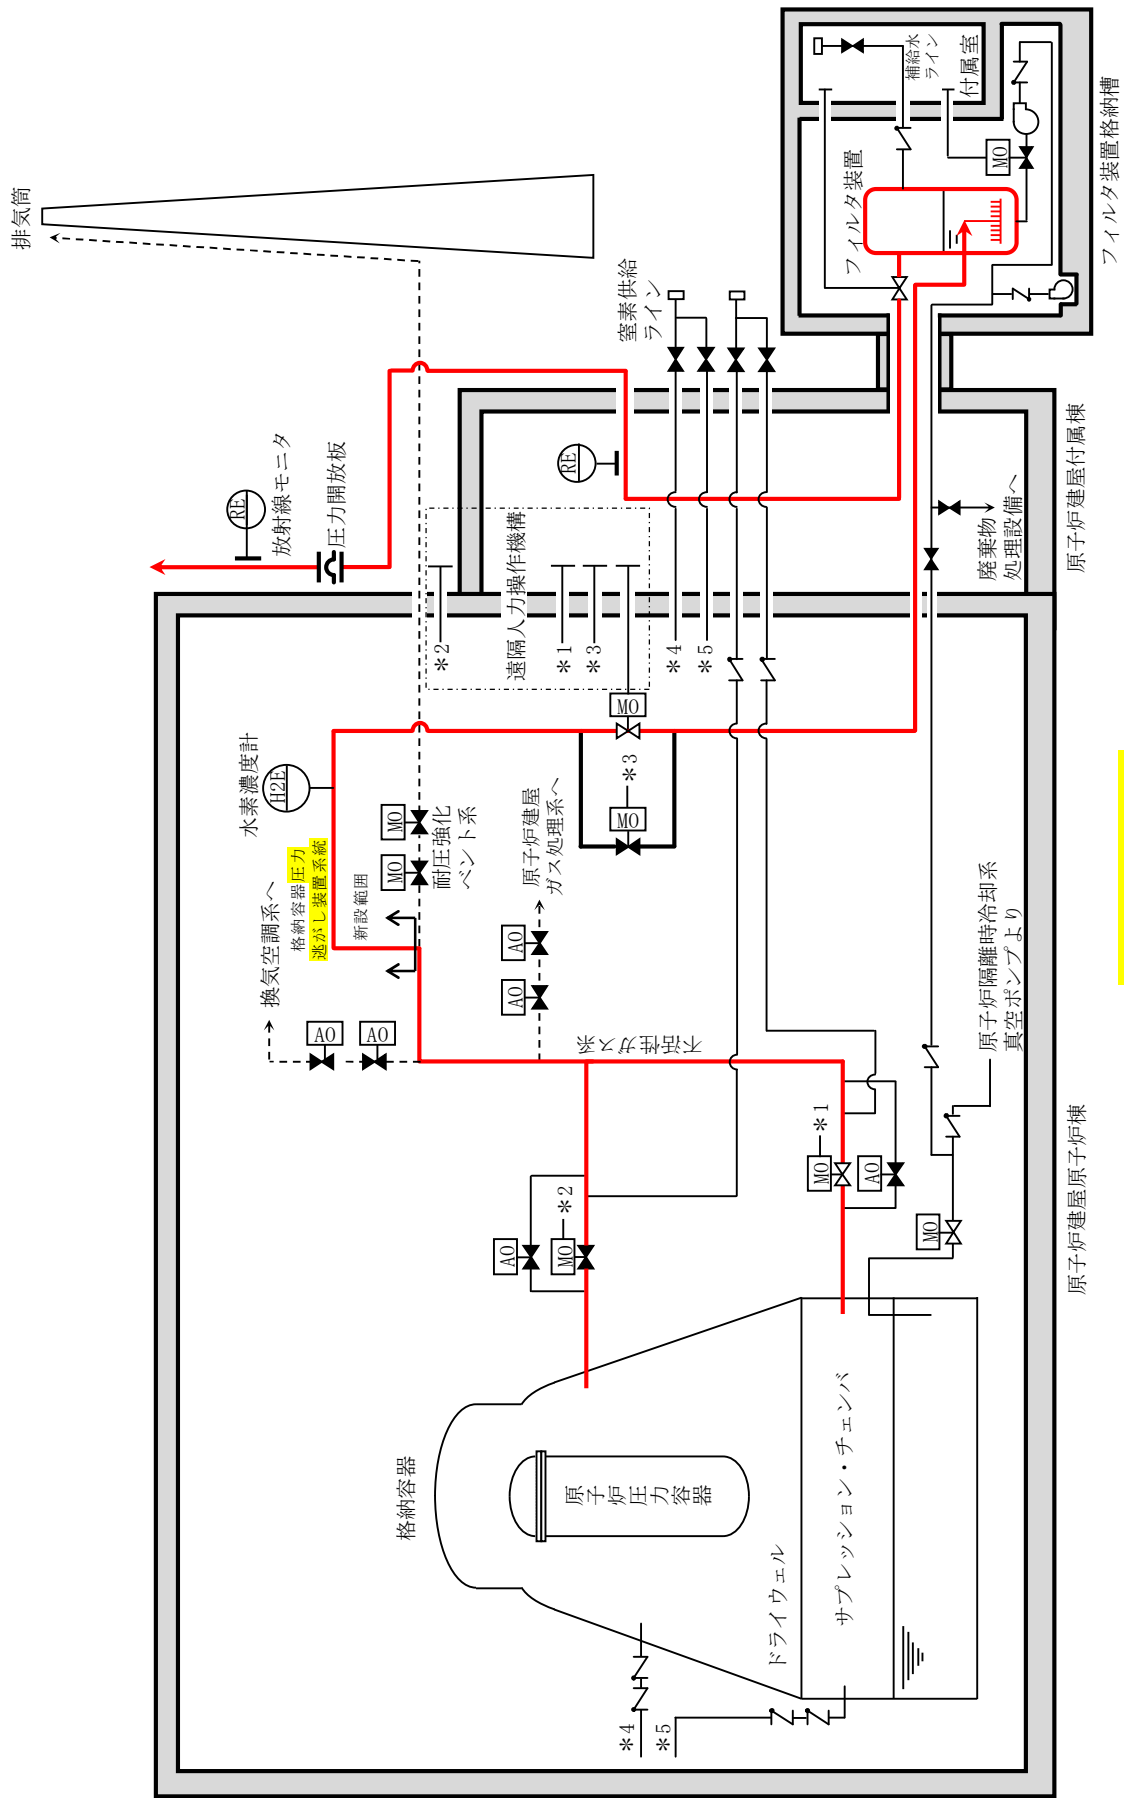 排気筒
放射線モニタ
RE
圧力開放板
水素濃度計
H2E
換気空調系へ
格納容器圧力
逃がし装置系統
新設範囲
AO
AO
MO
MO
耐圧強化
ベント系
格納容器
原子炉圧力容器
ドライウェル
サプレッション・チェンバ
＊4
＊5
AO
MO
＊2
AO
AO
原子炉建屋
ガス処理系へ
不活性ガス系
MO
＊3
MO
＊2
遠隔人力操作機構
＊1
＊3
＊4
＊5
RE
窒素供給
ライン
MO
＊1
AO
MO
原子炉隔離時冷却系
真空ポンプより
廃棄物
処理設備へ
フィルタ装置
補給水
ライン
付属室
MO
原子炉建屋原子炉棟
原子炉建屋付属棟
フィルタ装置格納槽